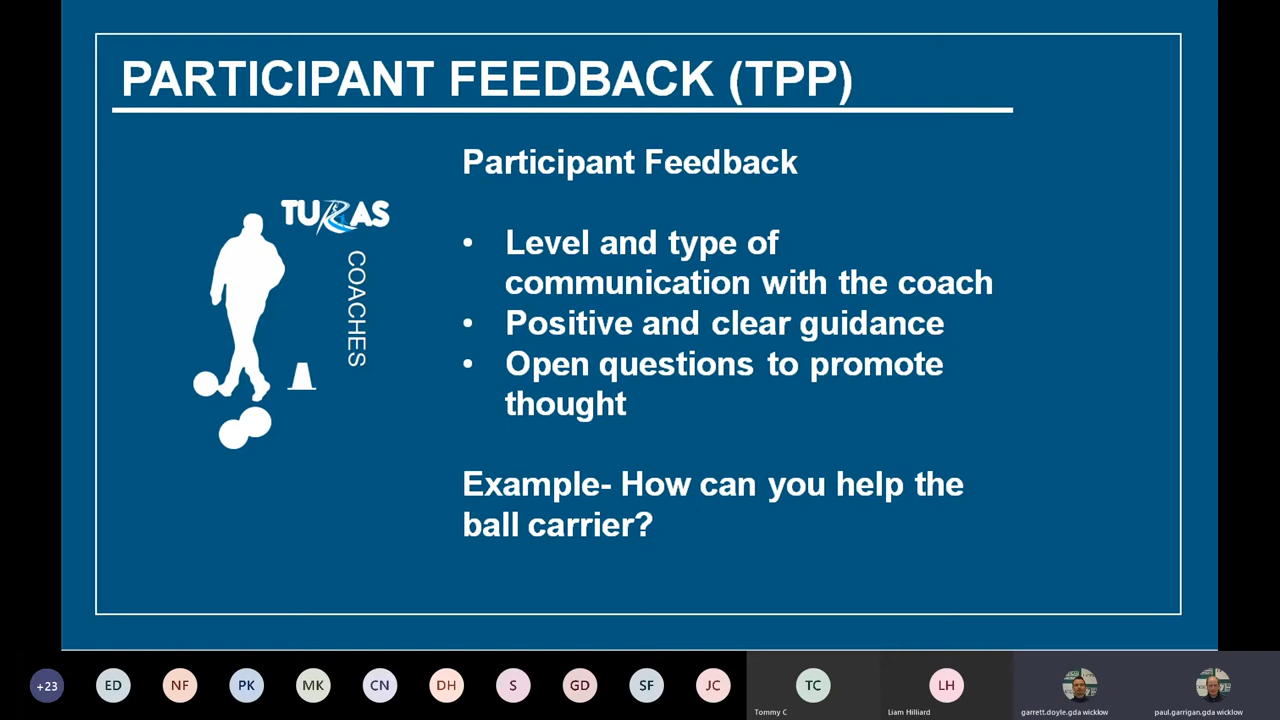 PARTICIPANT FEEDBACK (TPP)
Participant Feedback
TURAS
COACHES
• Level and type of
communication with the coach
• Positive and clear guidance
• Open questions to promote
thought
Example- How can you help the
ball carrier?
+23
ED
NF
PK
MK
CN
DH
S
GD
SF
JC
TC
LH
Tommy C
Liam Hilliard
garrett.doyle.gda wicklow
paul.garrigan.gda wicklow